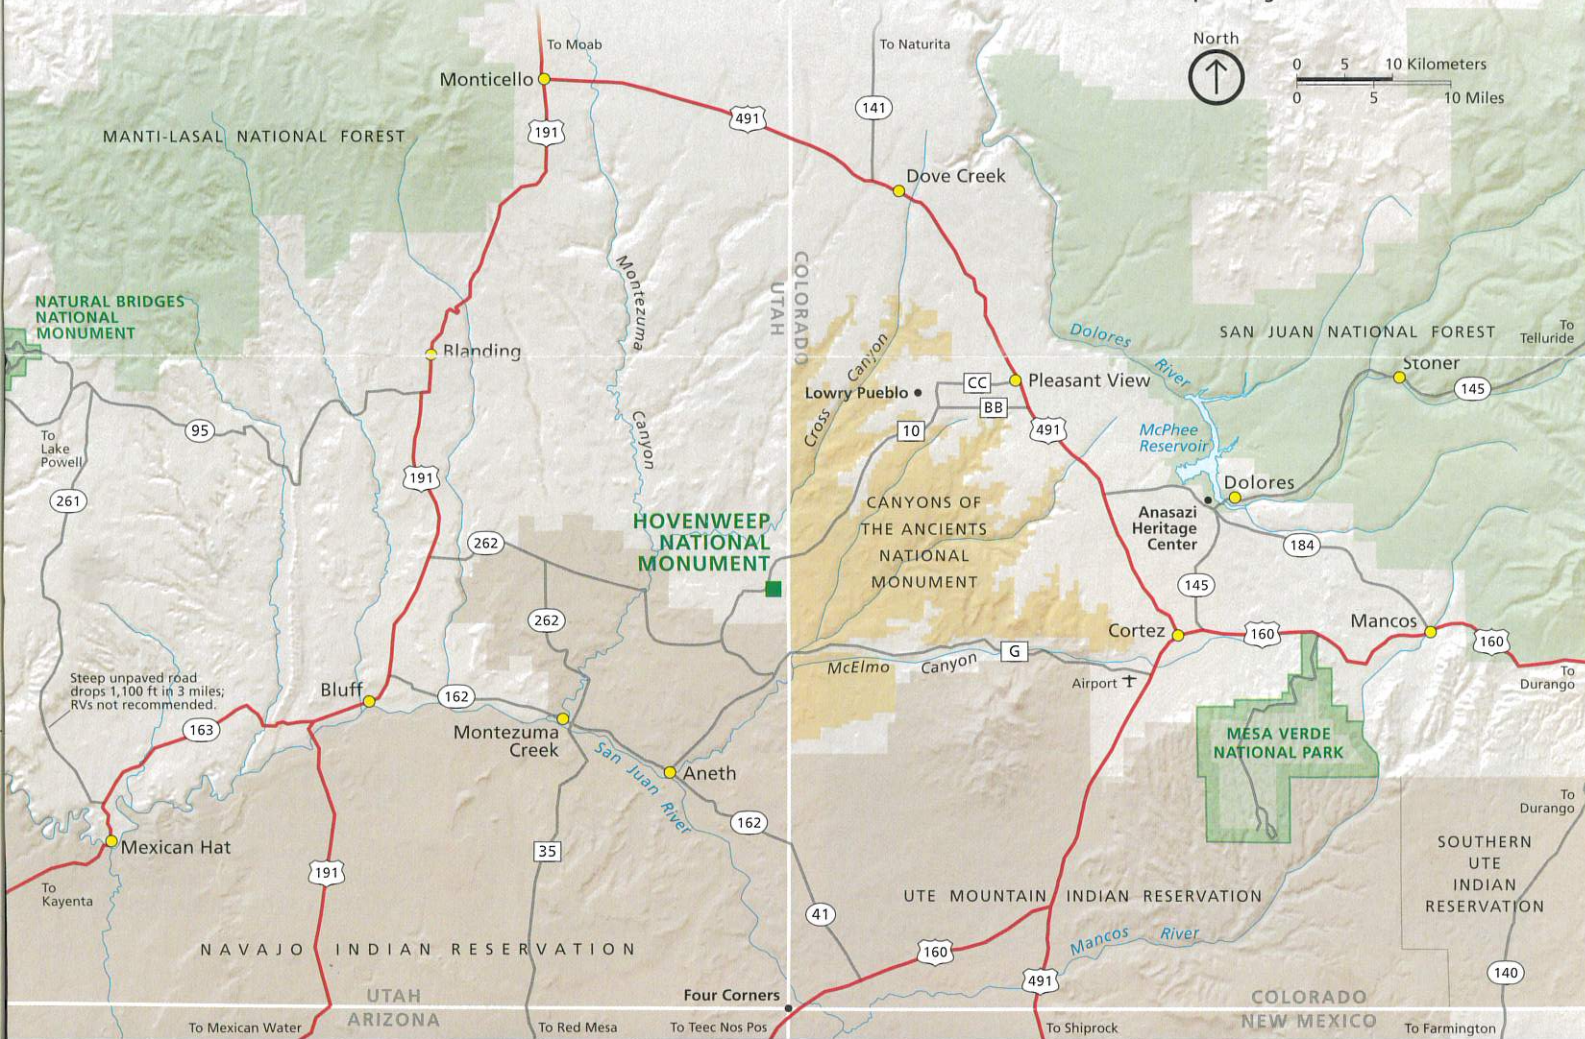 North
0 5 10 Kilometers
0 5 10 Miles
To Moab
To Naturita
Monticello
491
141
191
MANTI-LASAL NATIONAL FOREST
Dove Creek
Montezuma
Canyon
COLORADO
UTAH
NATURAL BRIDGES
NATIONAL
MONUMENT
Dolores
River
SAN JUAN NATIONAL FOREST
To
Telluride
Blanding
Cross
Canyon
Stoner
145
Lowry Pueblo
CC
Pleasant View
BB
10
491
McPhee
Reservoir
95
To
Lake
Powell
261
191
Dolores
Anasazi
Heritage
Center
CANYONS OF
THE ANCIENTS
NATIONAL
MONUMENT
HOVENWEEP
NATIONAL
MONUMENT
262
184
145
262
Cortez
160
Mancos
160
G
McElmo
Canyon
Airport
To
Durango
Steep unpaved road
drops 1,100 ft in 3 miles;
RVs not recommended.
Bluff
162
163
Montezuma
Creek
San Juan River
MESA VERDE
NATIONAL PARK
Aneth
162
To
Durango
Mexican Hat
35
191
SOUTHERN
UTE
INDIAN
RESERVATION
To
Kayenta
UTE MOUNTAIN INDIAN RESERVATION
41
Mancos
River
NAVAJO INDIAN RESERVATION
160
491
140
UTAH
ARIZONA
Four Corners
COLORADO
NEW MEXICO
To Mexican Water
To Red Mesa
To Teec Nos Pos
To Shiprock
To Farmington